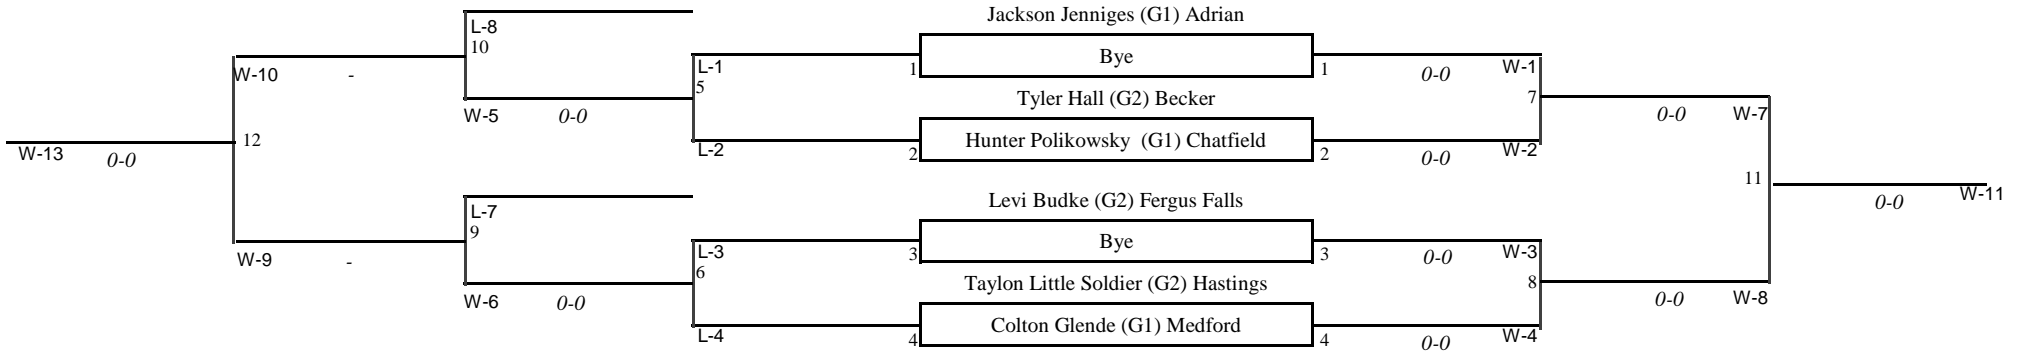 Jackson Jenniges (G1) Adrian
L-8
10
Bye
W-10 -
L-1
1
1
0-0
W-1
5
Tyler Hall (G2) Becker
7
W-5 0-0
0-0
W-7
12
Hunter Polikowsky (G1) Chatfield
W-13 0-0
L-2
2
2
0-0
W-2
11
Levi Budke (G2) Fergus Falls
0-0
W-11
L-7
9
Bye
W-9 -
L-3
3
3
0-0
W-3
6
Taylon Little Soldier (G2) Hastings
8
W-6 0-0
0-0
W-8
Colton Glende (G1) Medford
L-4
4
4
0-0
W-4